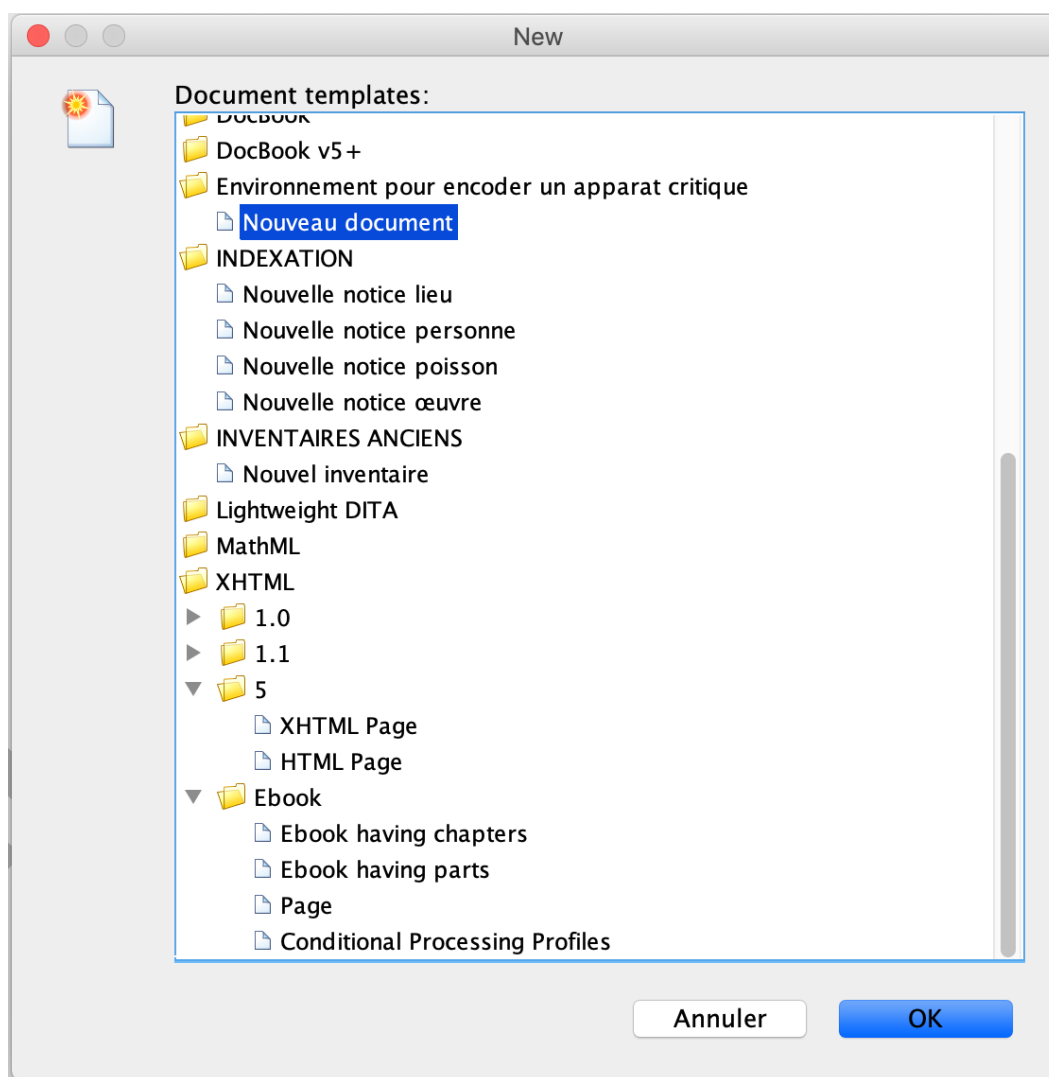 New
Document templates:
DocBook
DocBook v5+
Environnement pour encoder un apparat critique
Nouveau document
INDEXATION
Nouvelle notice lieu
Nouvelle notice personne
Nouvelle notice poisson
Nouvelle notice œuvre
INVENTAIRES ANCIENS
Nouvel inventaire
Lightweight DITA
MathML
XHTML
1.0
1.1
5
XHTML Page
HTML Page
Ebook
Ebook having chapters
Ebook having parts
Page
Conditional Processing Profiles
Annuler OK